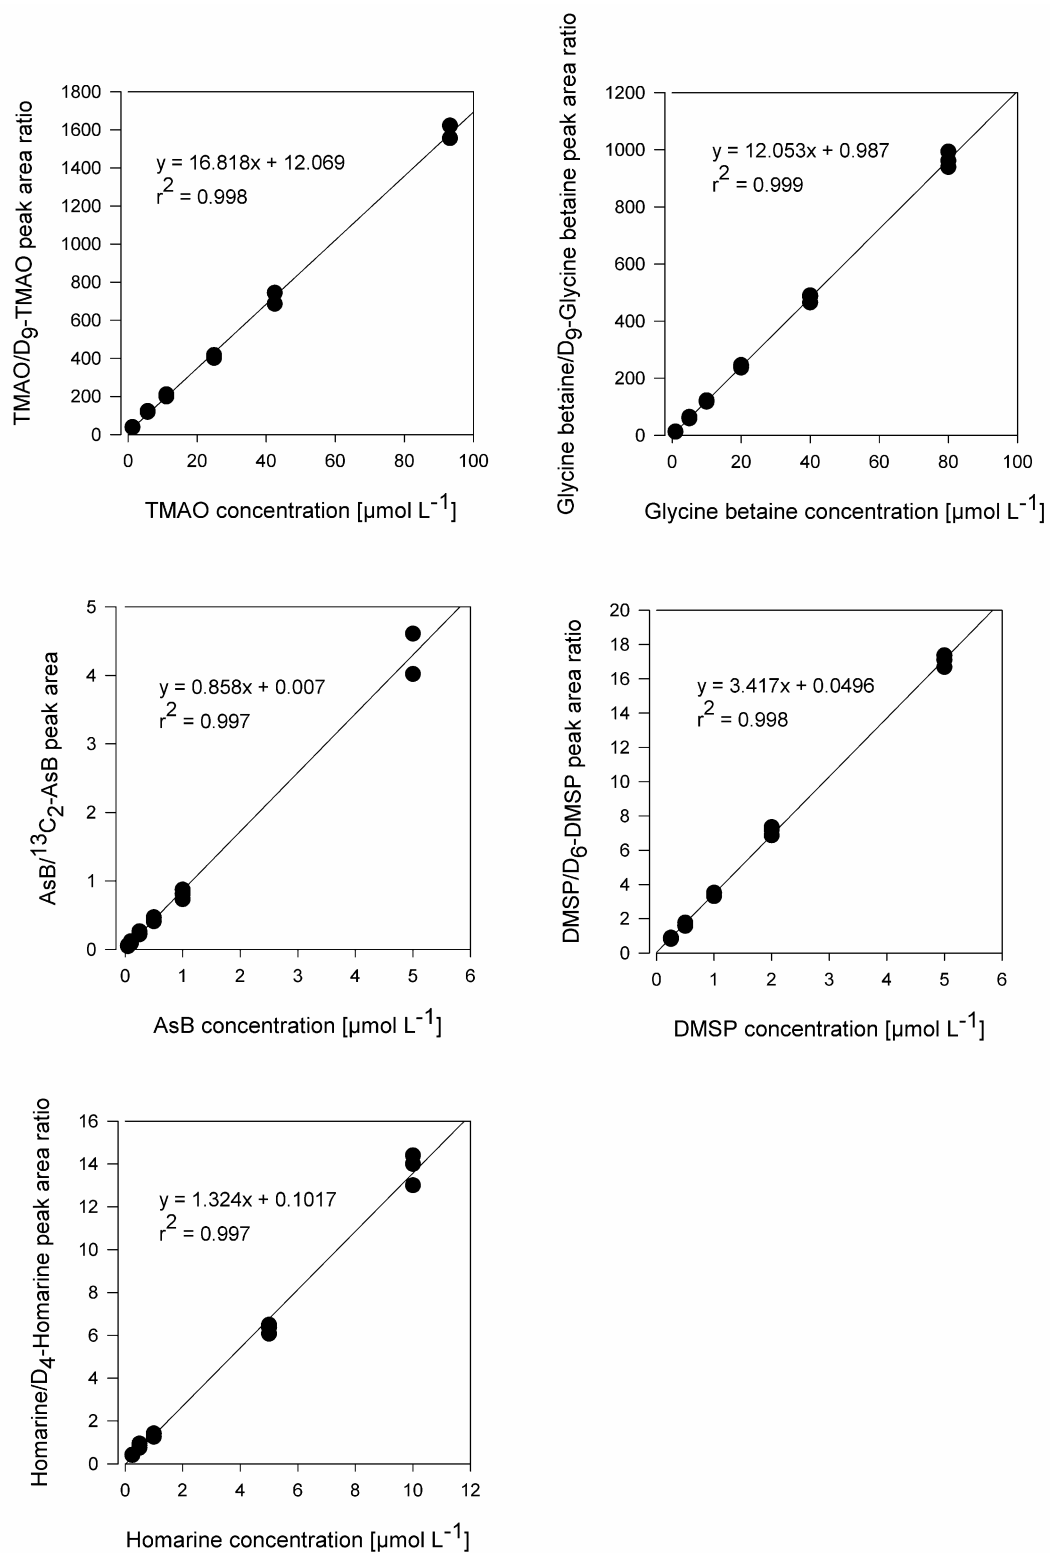 TMAO/D9-TMAO peak area ratio
1800
1600
1400
1200
1000
800
600
400
200
0
y = 16.818x + 12.069
r2 = 0.998
0 20 40 60 80 100
TMAO concentration [µmol L-1]
Glycine betaine/D9-Glycine betaine peak area ratio
1200
1000
800
600
400
200
0
y = 12.053x + 0.987
r2 = 0.999
0 20 40 60 80 100
Glycine betaine concentration [µmol L-1]
AsB/13C2-AsB peak area
5
4
3
2
1
0
y = 0.858x + 0.007
r2 = 0.997
0 1 2 3 4 5 6
AsB concentration [µmol L-1]
DMSP/D6-DMSP peak area ratio
20
18
16
14
12
10
8
6
4
2
0
y = 3.417x + 0.0496
r2 = 0.998
0 1 2 3 4 5 6
DMSP concentration [µmol L-1]
Homarine/D4-Homarine peak area ratio
16
14
12
10
8
6
4
2
0
y = 1.324x + 0.1017
r2 = 0.997
0 2 4 6 8 10 12
Homarine concentration [µmol L-1]